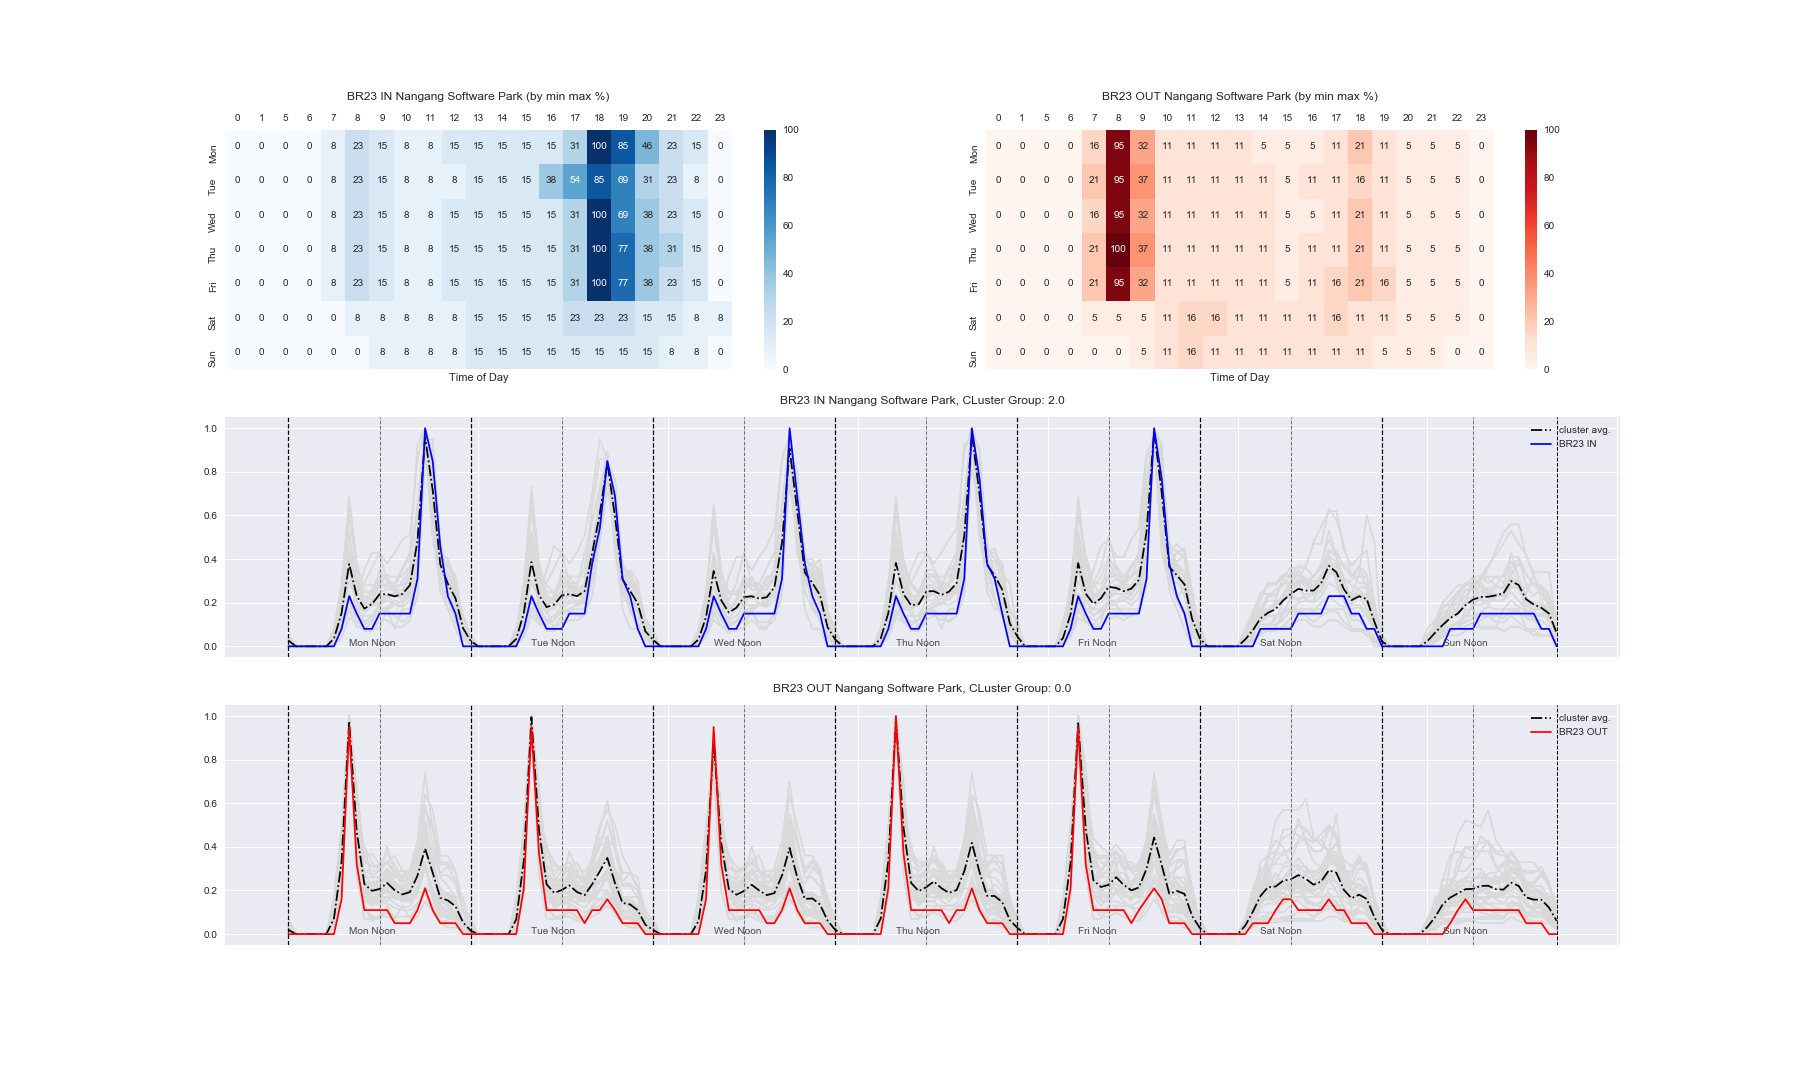 BR23 IN Nangang Software Park (by min max %)
0 1 5 6 7 8 9 10 11 12 13 14 15 16 17 18 19 20 21 22 23
Mon 0 0 0 0 8 23 15 8 8 15 15 15 15 15 31 100 85 46 23 15 0
Tue 0 0 0 0 8 23 15 8 8 8 15 15 15 38 54 85 69 31 23 8 0
Wed 0 0 0 0 8 23 15 8 8 15 15 15 15 15 31 100 69 38 23 15 0
Thu 0 0 0 0 8 23 15 8 8 15 15 15 15 15 31 100 77 38 31 15 0
Fri 0 0 0 0 8 23 15 8 8 15 15 15 15 15 31 100 77 38 23 15 0
Sat 0 0 0 0 0 8 8 8 8 8 15 15 15 15 23 23 23 15 15 8 8
Sun 0 0 0 0 0 0 8 8 8 8 15 15 15 15 15 15 15 15 8 8 0
Time of Day
100
80
60
40
20
0
BR23 OUT Nangang Software Park (by min max %)
0 1 5 6 7 8 9 10 11 12 13 14 15 16 17 18 19 20 21 22 23
Mon 0 0 0 0 16 95 32 11 11 11 11 5 5 5 11 21 11 5 5 5 0
Tue 0 0 0 0 21 95 37 11 11 11 11 11 5 11 11 16 11 5 5 5 0
Wed 0 0 0 0 16 95 32 11 11 11 11 11 5 5 11 21 11 5 5 5 0
Thu 0 0 0 0 21 100 37 11 11 11 11 11 5 11 11 21 11 5 5 5 0
Fri 0 0 0 0 21 95 32 11 11 11 11 11 5 11 16 21 16 5 5 5 0
Sat 0 0 0 0 5 5 5 11 16 16 11 11 11 11 16 11 11 5 5 5 0
Sun 0 0 0 0 0 0 5 11 16 11 11 11 11 11 11 11 5 5 5 0 0
Time of Day
100
80
60
40
20
0
BR23 IN Nangang Software Park, CLuster Group: 2.0
1.0
0.8
0.6
0.4
0.2
0.0
cluster avg.
BR23 IN
Mon Noon Tue Noon Wed Noon Thu Noon Fri Noon Sat Noon Sun Noon
BR23 OUT Nangang Software Park, CLuster Group: 0.0
1.0
0.8
0.6
0.4
0.2
0.0
cluster avg.
BR23 OUT
Mon Noon Tue Noon Wed Noon Thu Noon Fri Noon Sat Noon Sun Noon